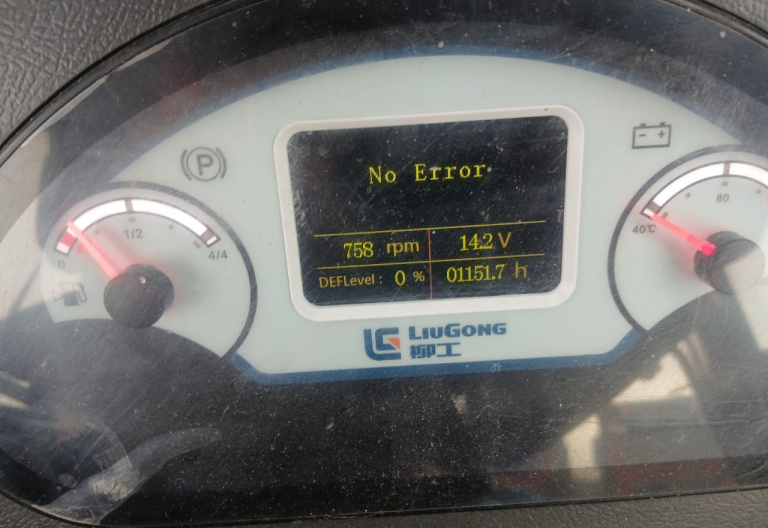 No Error
758 rpm 14.2 V
DEFLevel : 0 % 01151.7 h
P
0 1/2 4/4
- +
40℃ 80
LG LIUGONG
柳工